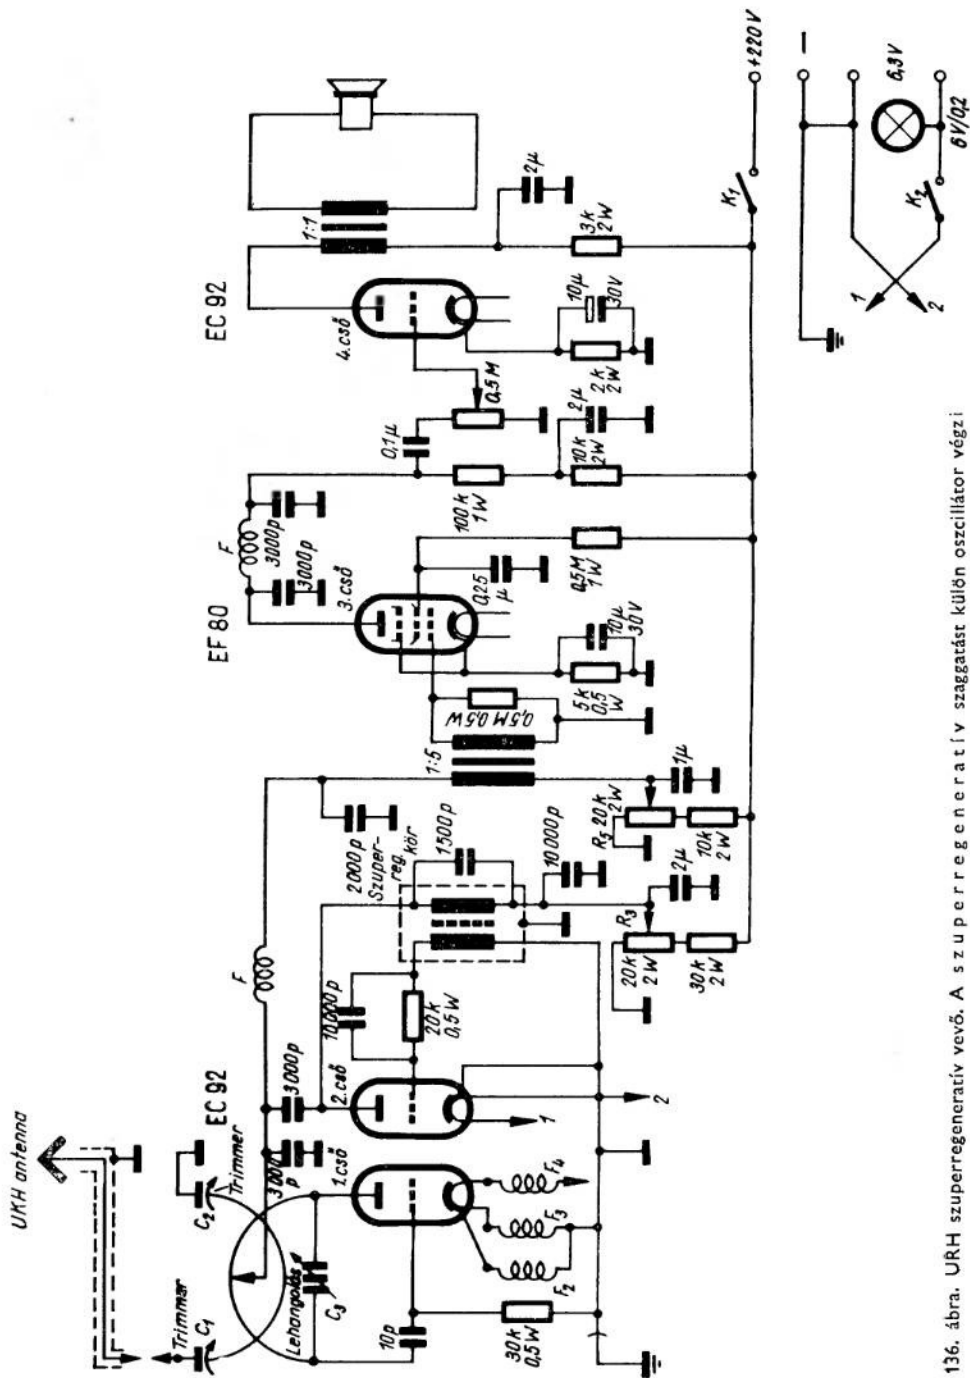 UKH antenna
Trimmer
C₁
C₂
Trimmer
Lehangolás
C₃
10p
30k
0,5W
F₂
F₃
F₄
1.cső
3000
p
3000p
EC 92
2.cső
1
2
10000p
20k
0,5W
F
2000p
Szuper-
reg. kör
1500p
10000p
R₃
20k
2W
30k
2W
2µ
R₅ 20k
2W
10k
2W
1µ
1:5
0,5M 0,5W
EF 80
3.cső
F
3000p
3000p
0,25
µ
5k
0,5
W
10µ
30V
0,5M
1W
100k
1W
0,1µ
10k
2W
2µ
0,5M
EC 92
4.cső
1:1
2µ
2k
2W
10µ
30V
3k
2W
K₁
+220V
—
6,3V
6V/0,2
K₂
1
2
136. ábra. URH szuperregeneratív vevő. A szuperregeneratív szaggatást külön oszcillátor végzi